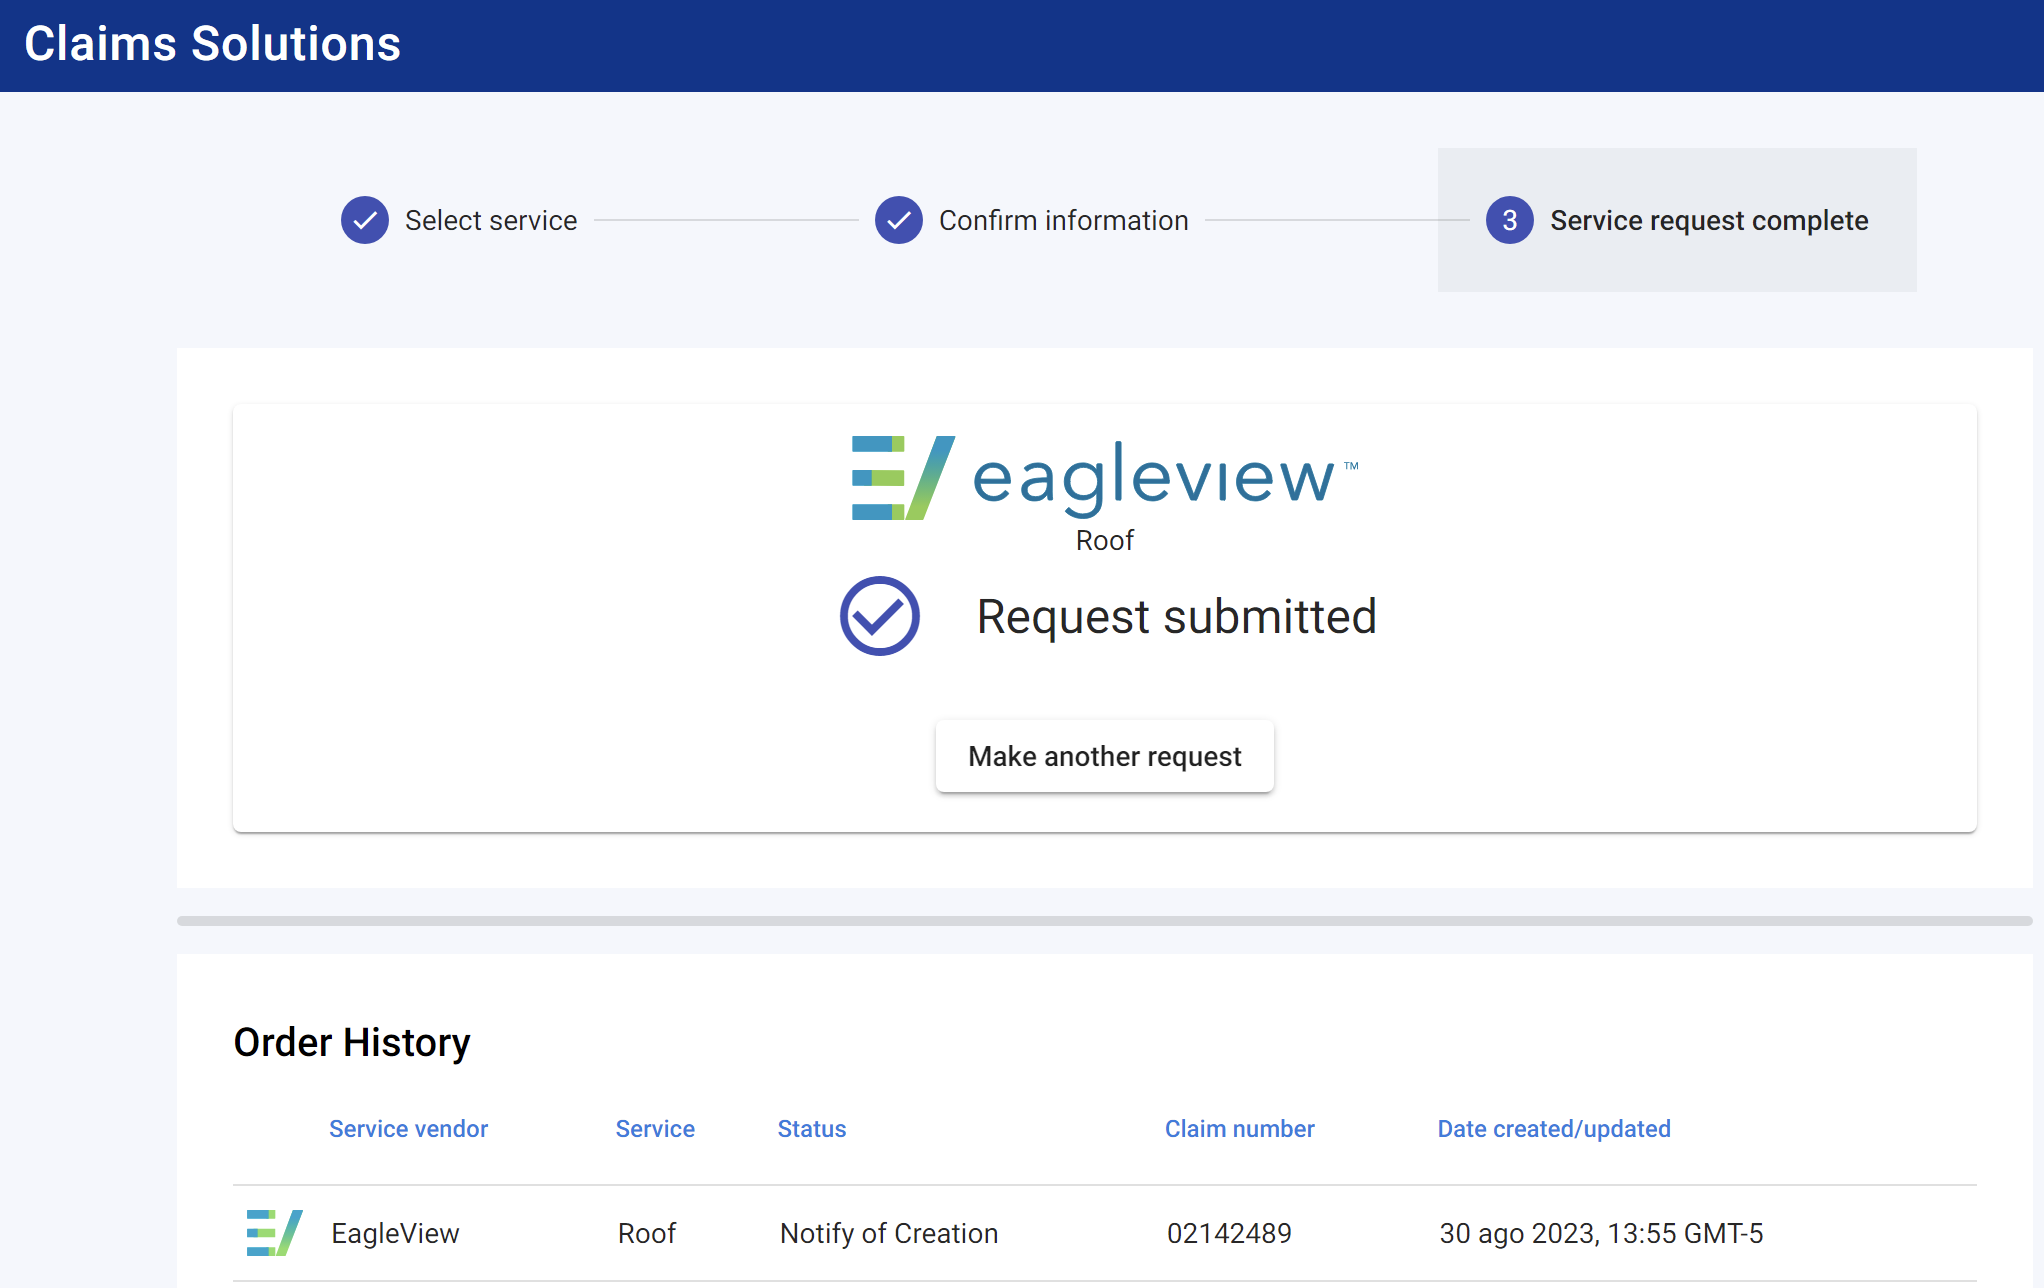 Claims Solutions
Select service
Confirm information
3 Service request complete
eagleview™
Roof
Request submitted
Make another request
Order History
Service vendor Service Status Claim number Date created/updated
EagleView Roof Notify of Creation 02142489 30 ago 2023, 13:55 GMT-5